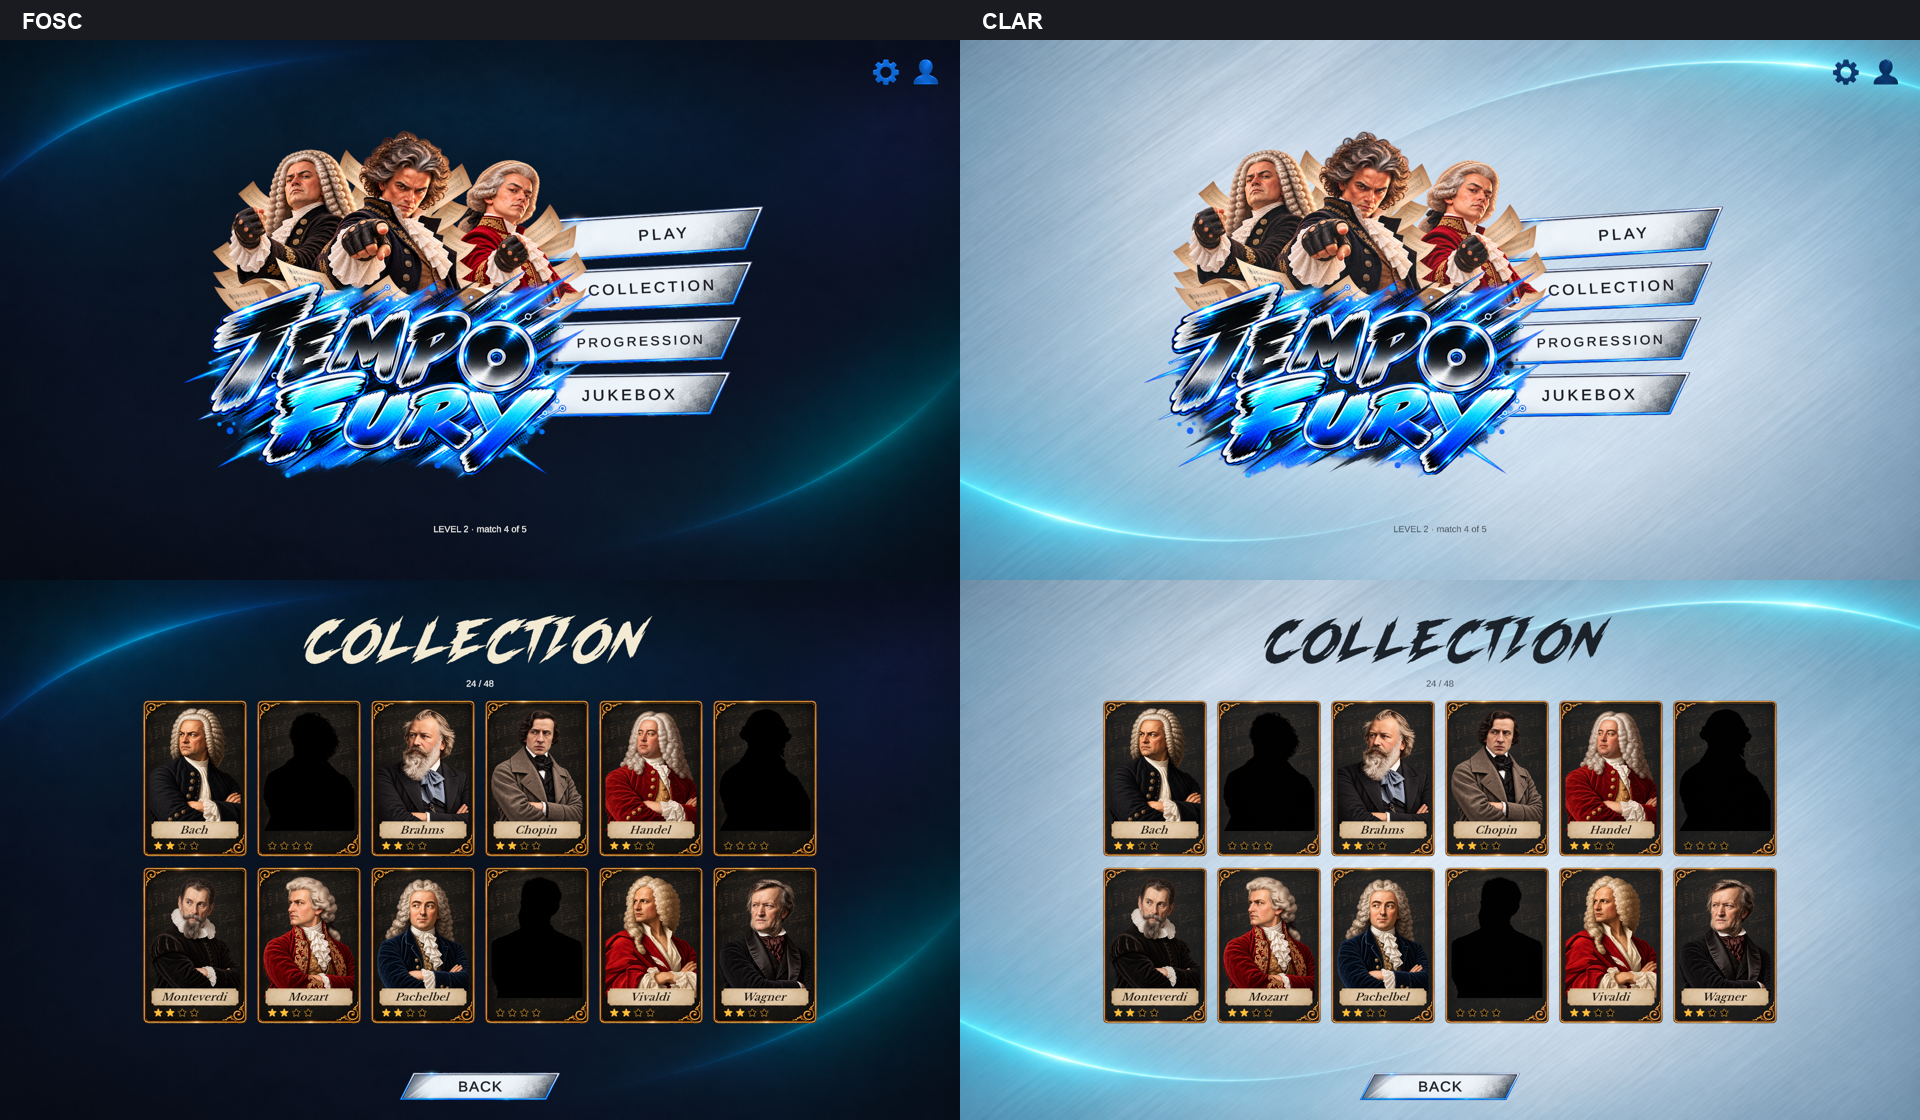 FOSC
CLAR
PLAY
COLLECTION
PROGRESSION
JUKEBOX
TEMPO
FURY
LEVEL 2 · match 4 of 5
PLAY
COLLECTION
PROGRESSION
JUKEBOX
TEMPO
FURY
LEVEL 2 · match 4 of 5
COLLECTION
24 / 48
Bach
Brahms
Chopin
Handel
Monteverdi
Mozart
Pachelbel
Vivaldi
Wagner
BACK
COLLECTION
24 / 48
Bach
Brahms
Chopin
Handel
Monteverdi
Mozart
Pachelbel
Vivaldi
Wagner
BACK